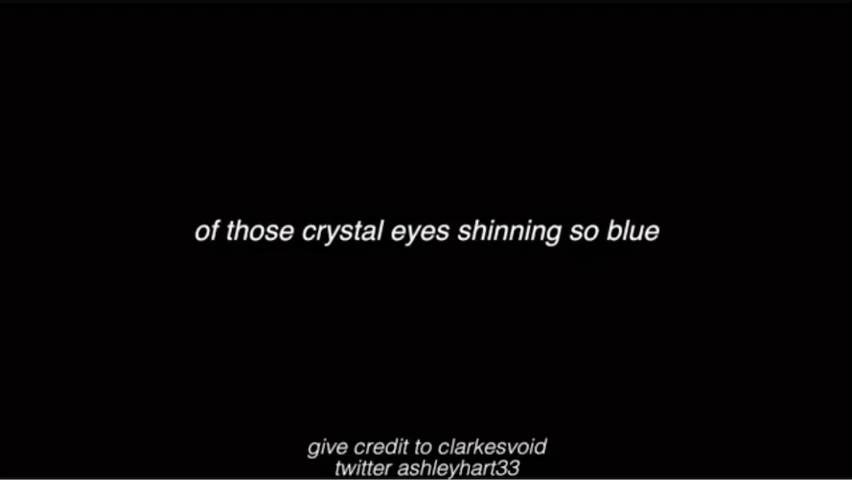 of those crystal eyes shinning so blue
give credit to clarkesvoid
twitter ashleyhart33